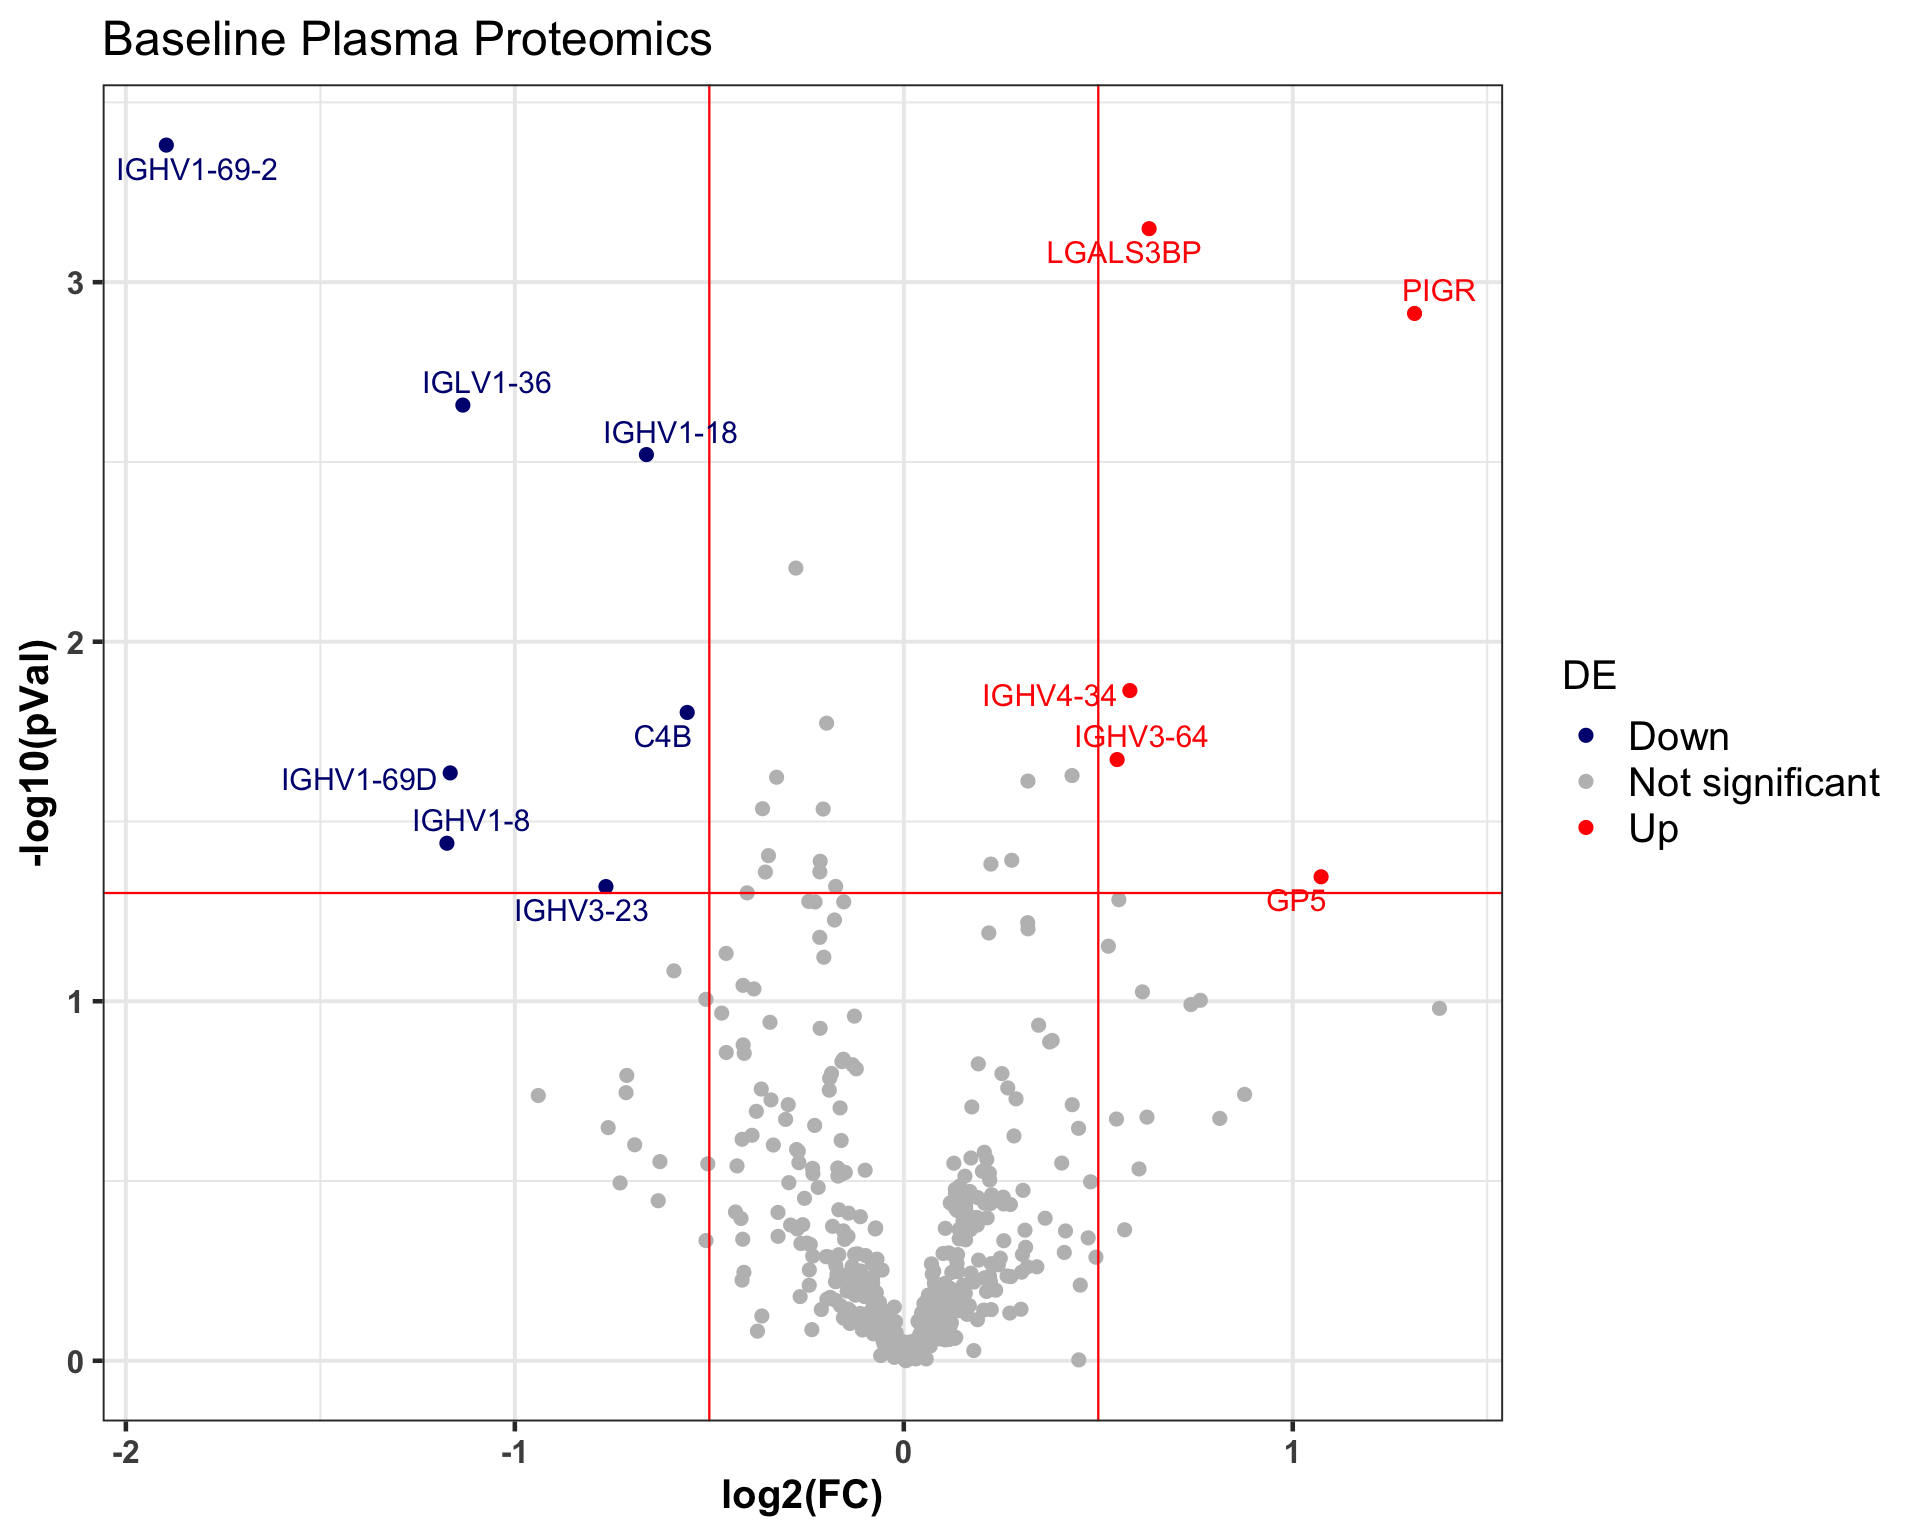 Baseline Plasma Proteomics
IGHV1-69-2
LGALS3BP
3
PIGR
IGLV1-36
IGHV1-18
2
IGHV4-34
C4B
IGHV3-64
IGHV1-69D
IGHV1-8
GP5
IGHV3-23
1
0
-2
-1
0
1
log2(FC)
-log10(pVal)
DE
Down
Not significant
Up